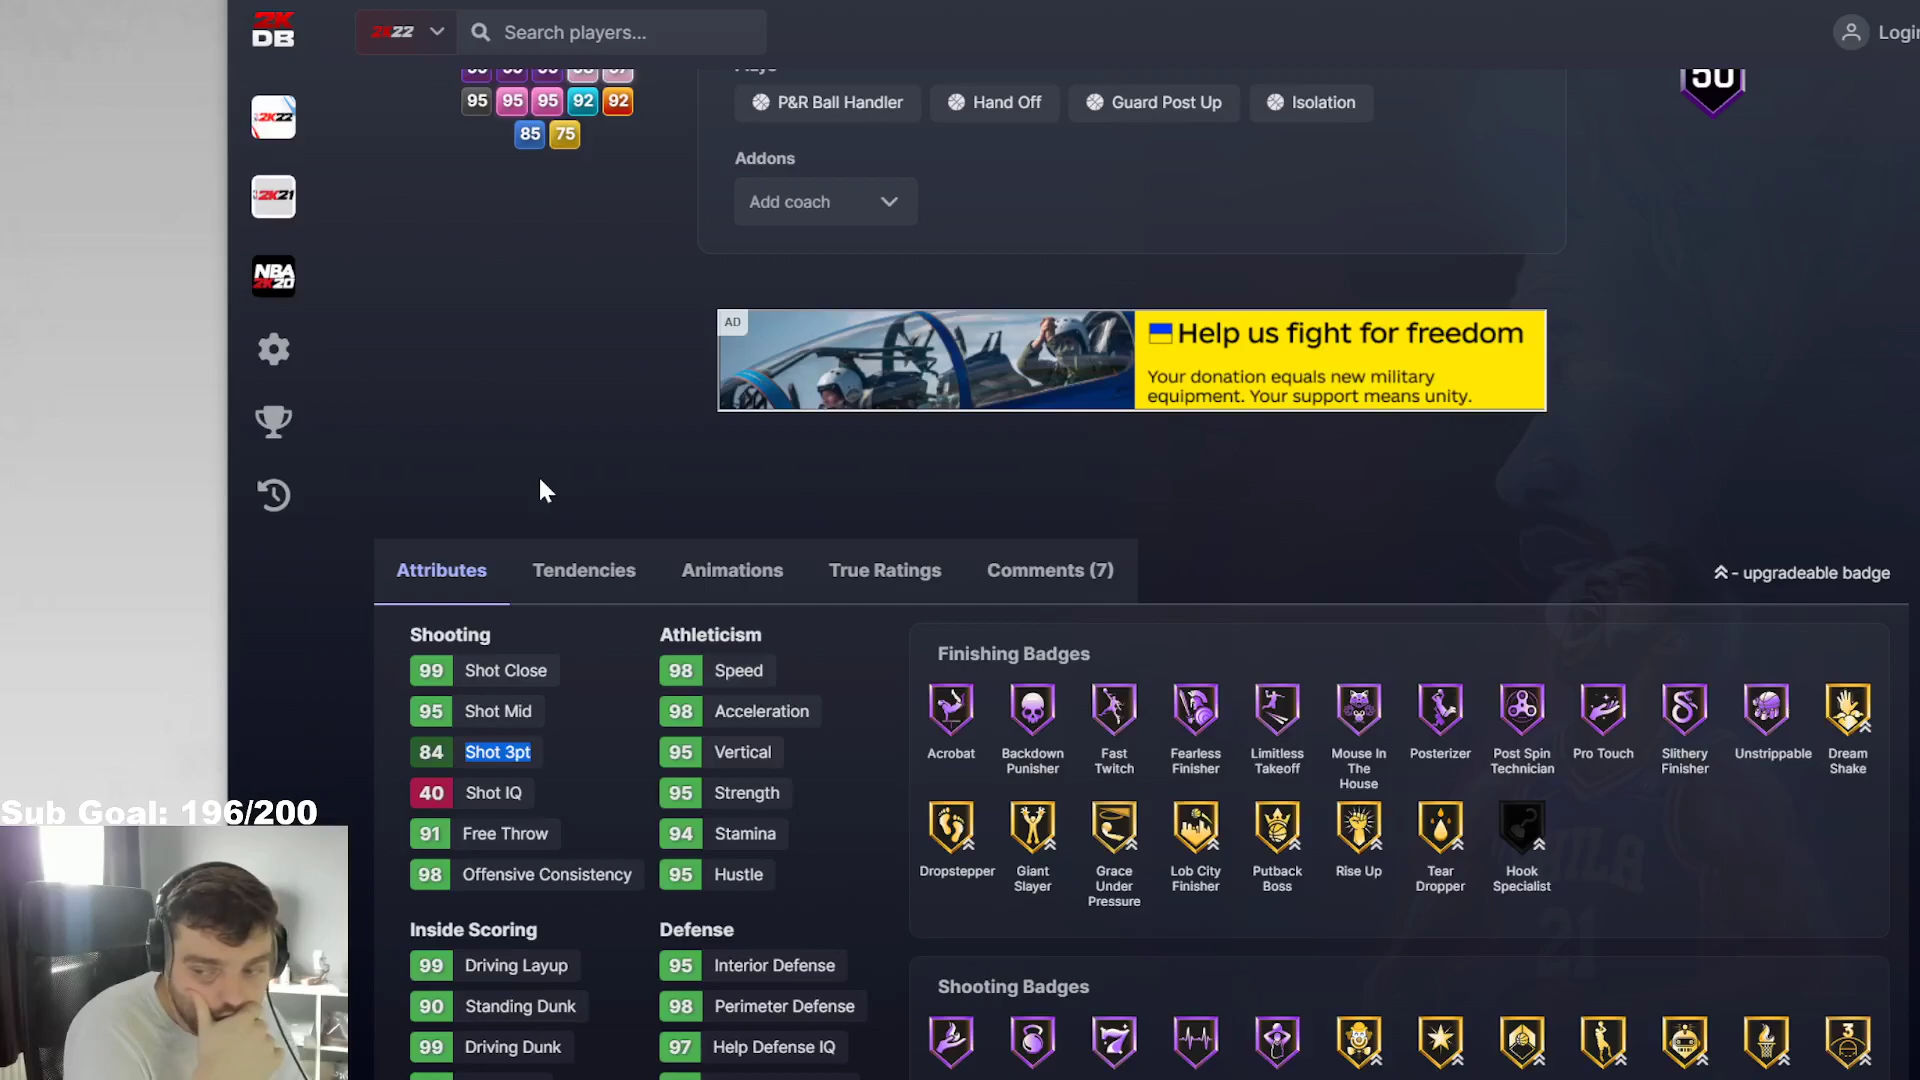 2K
DB
2K22
Search players...
Login
50
95
95
95
92
92
85
75
P&R Ball Handler
Hand Off
Guard Post Up
Isolation
Addons
Add coach
2K22
2K21
NBA
2K20
AD
Help us fight for freedom
Your donation equals new military
equipment. Your support means unity.
Attributes
Tendencies
Animations
True Ratings
Comments (7)
- upgradeable badge
Shooting
99 Shot Close
95 Shot Mid
84 Shot 3pt
40 Shot IQ
91 Free Throw
98 Offensive Consistency
Athleticism
98 Speed
98 Acceleration
95 Vertical
95 Strength
94 Stamina
95 Hustle
Inside Scoring
99 Driving Layup
90 Standing Dunk
99 Driving Dunk
Defense
95 Interior Defense
98 Perimeter Defense
97 Help Defense IQ
Finishing Badges
Acrobat
Backdown
Punisher
Fast
Twitch
Fearless
Finisher
Limitless
Takeoff
Mouse In
The
House
Posterizer
Post Spin
Technician
Pro Touch
Slithery
Finisher
Unstrippable
Dream
Shake
Dropstepper
Giant
Slayer
Grace
Under
Pressure
Lob City
Finisher
Putback
Boss
Rise Up
Tear
Dropper
Hook
Specialist
Shooting Badges
3
Sub Goal: 196/200